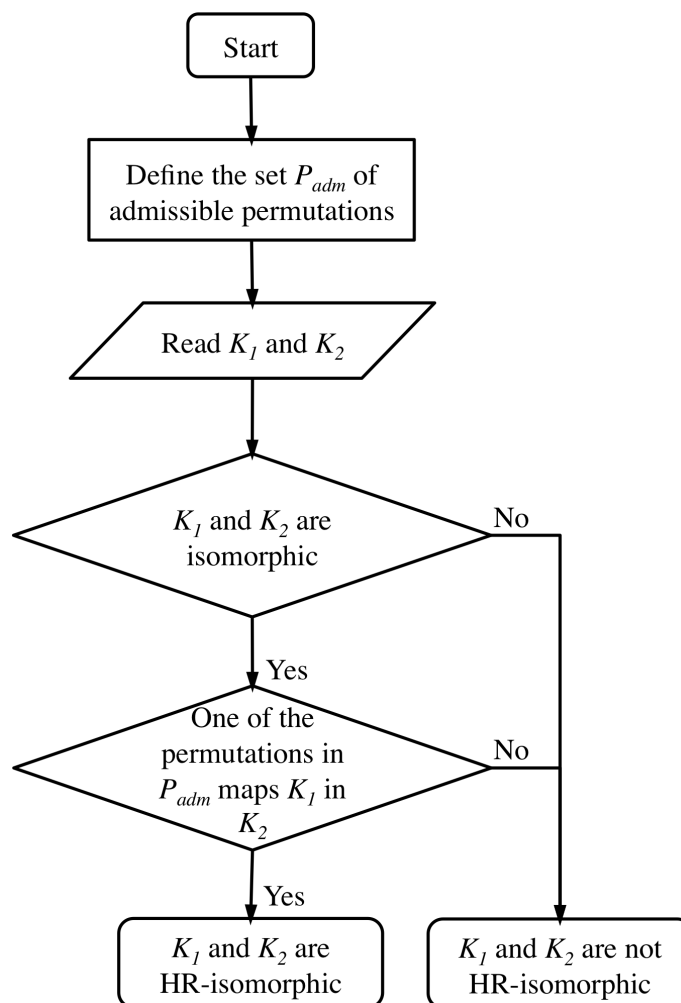 Start
Define the set P_adm of
admissible permutations
Read K_1 and K_2
K_1 and K_2 are
isomorphic
No
Yes
One of the
permutations in
P_adm maps K_1 in
K_2
No
Yes
K_1 and K_2 are
HR-isomorphic
K_1 and K_2 are not
HR-isomorphic